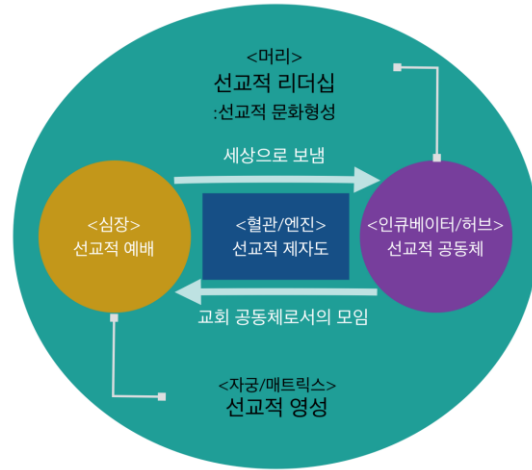 <머리>
선교적 리더십
:선교적 문화형성
세상으로 보냄
<심장>
선교적 예배
<혈관/엔진>
선교적 제자도
<인큐베이터/허브>
선교적 공동체
교회 공동체로서의 모임
<자궁/매트릭스>
선교적 영성